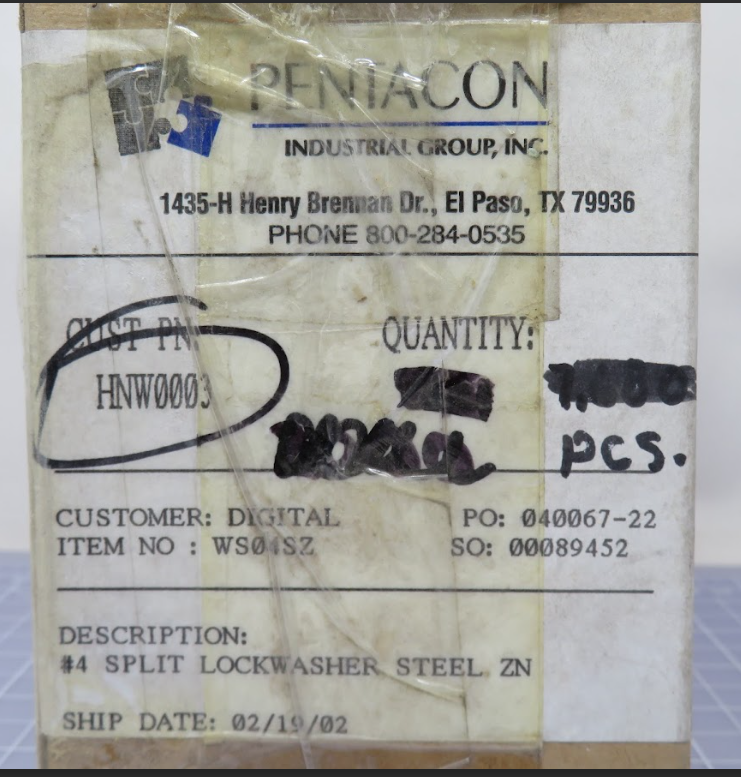 PENTACON
INDUSTRIAL GROUP, INC.
1435-H Henry Brennan Dr., El Paso, TX 79936
PHONE 800-284-0535
CUST PN QUANTITY:
HNW0003
pcs.
CUSTOMER: DIGITAL PO: 040067-22
ITEM NO : WS04SZ SO: 00089452
DESCRIPTION:
#4 SPLIT LOCKWASHER STEEL ZN
SHIP DATE: 02/19/02